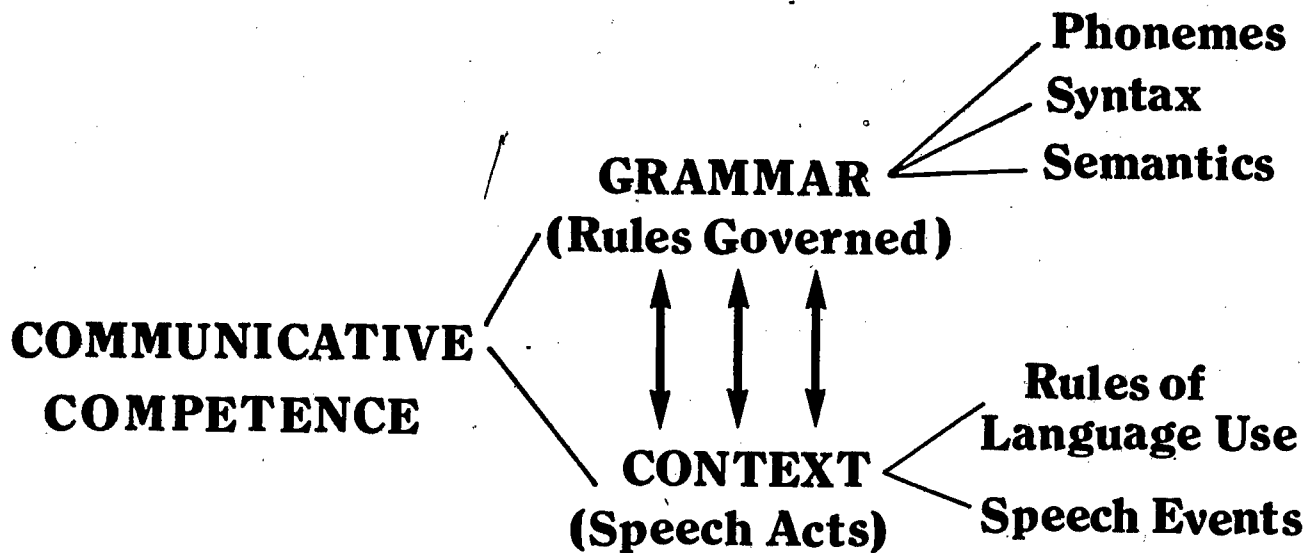 Phonemes
Syntax
Semantics
GRAMMAR
(Rules Governed)
COMMUNICATIVE
COMPETENCE
Rules of
Language Use
CONTEXT
(Speech Acts)
Speech Events